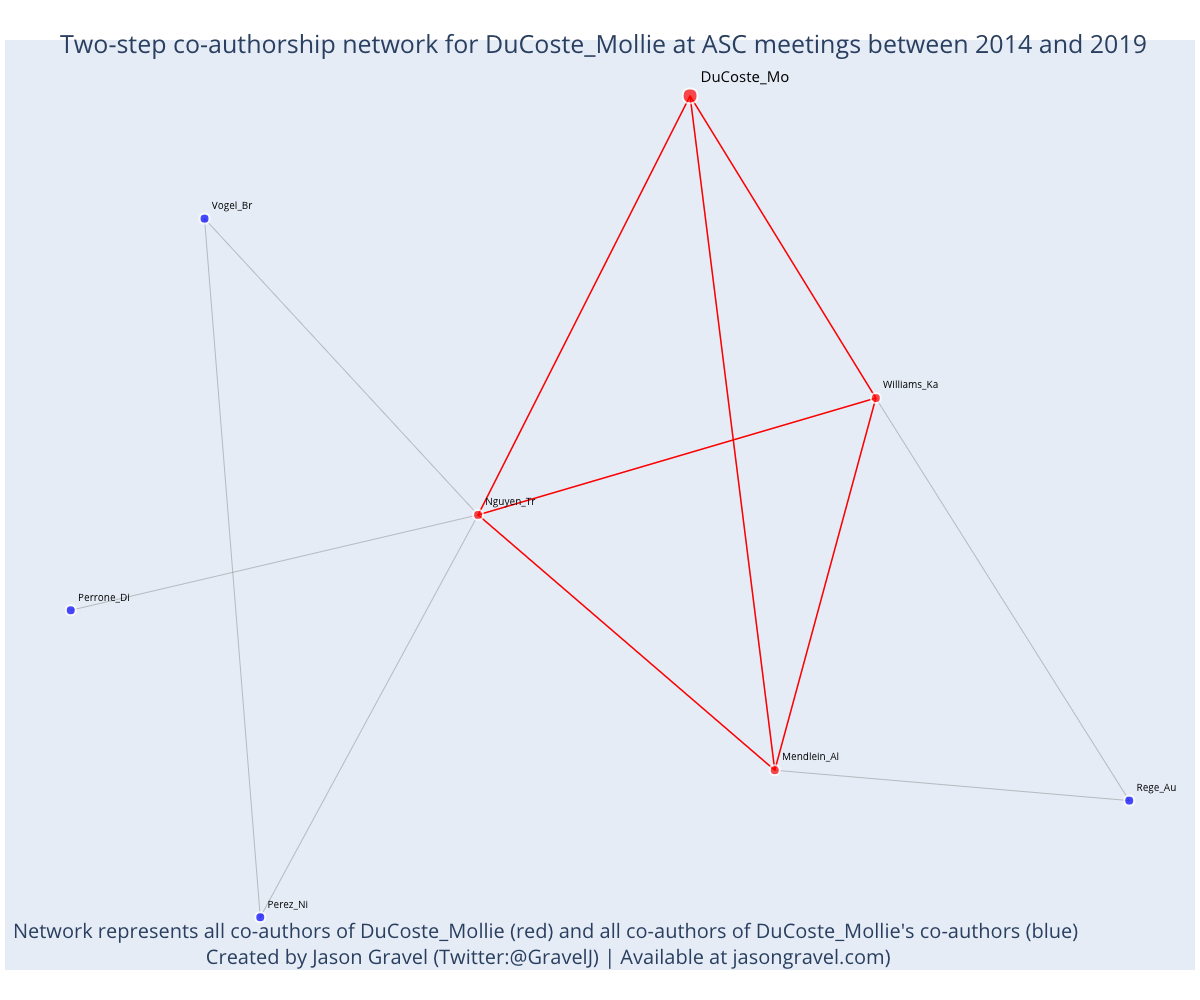 Two-step co-authorship network for DuCoste_Mollie at ASC meetings between 2014 and 2019
DuCoste_Mo
Vogel_Br
Williams_Ka
Nguyen_Tr
Perrone_Di
Mendlein_Al
Rege_Au
Perez_Ni
Network represents all co-authors of DuCoste_Mollie (red) and all co-authors of DuCoste_Mollie's co-authors (blue)
Created by Jason Gravel (Twitter:@GravelJ) | Available at jasongravel.com)